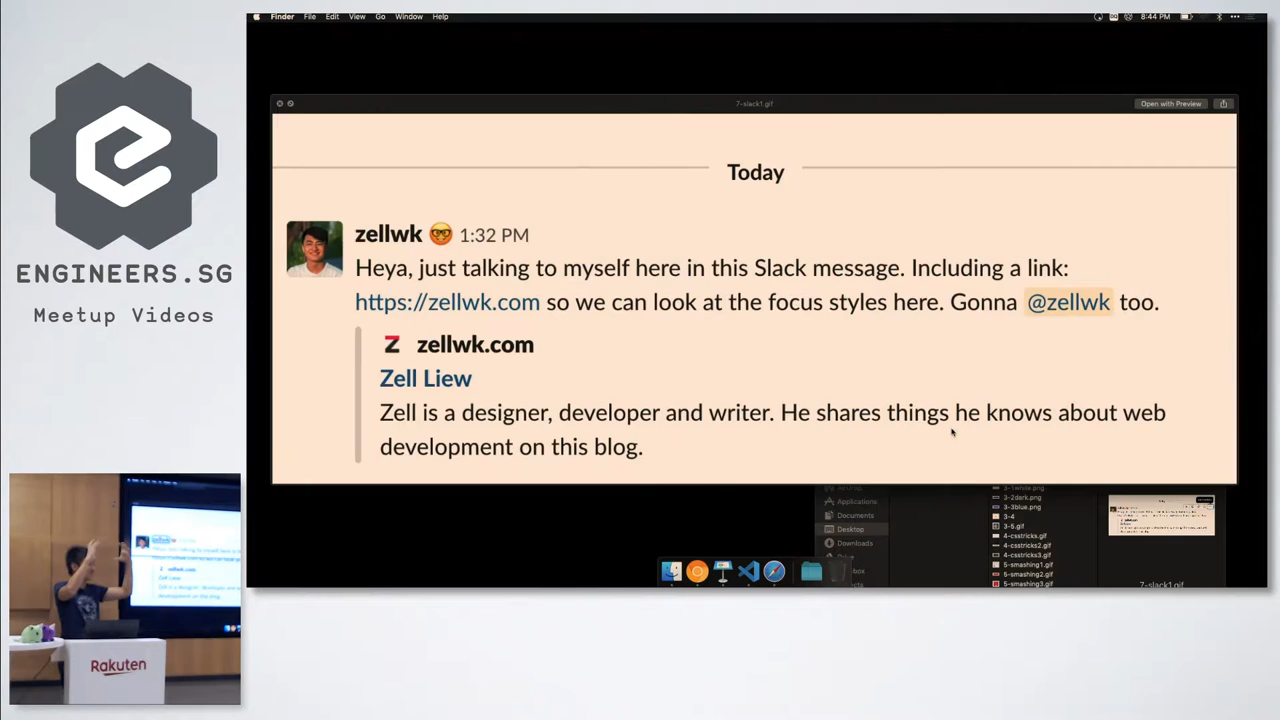 Finder File Edit View Go Window Help
8:44 PM
ENGINEERS.SG
Meetup Videos
7-slack1.gif
Open with Preview
Today
zellwk 1:32 PM
Heya, just talking to myself here in this Slack message. Including a link:
https://zellwk.com so we can look at the focus styles here. Gonna @zellwk too.
Z zellwk.com
Zell Liew
Zell is a designer, developer and writer. He shares things he knows about web
development on this blog.
Applications
Documents
Desktop
Downloads
3-1white.png
3-2dark.png
3-3blue.png
3-4
3-5.gif
4-csstricks.gif
4-csstricks2.gif
4-csstricks3.gif
5-smashing1.gif
5-smashing2.gif
5-smashing3.gif
7-slack1.gif
Rakuten